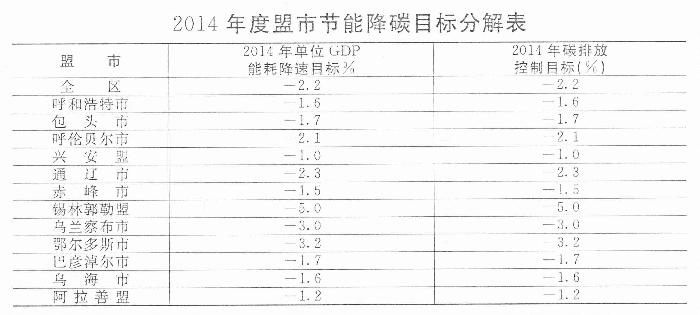 2014 年度盟市节能降碳目标分解表
盟 市 2014 年单位 GDP 能耗降速目标% 2014 年碳排放控制目标(%)
全 区 －2.2 －2.2
呼和浩特市 －1.6 －1.6
包 头 市 －1.7 －1.7
呼伦贝尔市 2.1 2.1
兴 安 盟 －1.0 －1.0
通 辽 市 －2.3 2.3
赤 峰 市 －1.5 －1.5
锡林郭勒盟 －5.0 5.0
乌兰察布市 －3.0 －3.0
鄂尔多斯市 －3.2 3.2
巴彦淖尔市 －1.7 －1.7
乌 海 市 －1.6 －1.6
阿 拉 善 盟 －1.2 －1.2